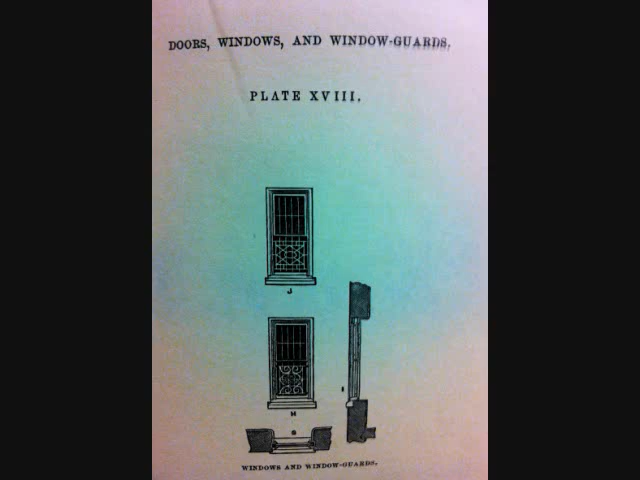 DOORS, WINDOWS, AND WINDOW-GUARDS.
PLATE XVIII.
J
I
H
G
WINDOWS AND WINDOW-GUARDS.